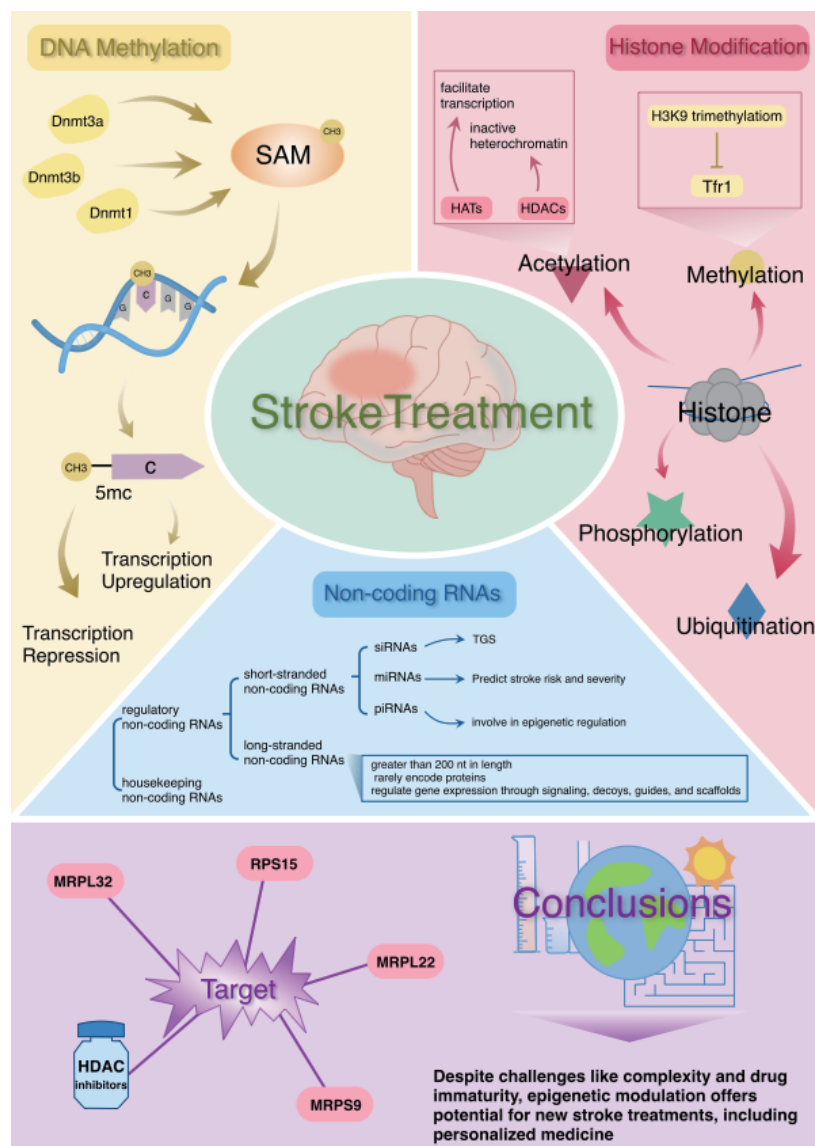 DNA Methylation
Dnmt3a
Dnmt3b
Dnmt1
SAM
CH3
CH3
G
C
G
G
CH3
C
5mc
Transcription
Upregulation
Transcription
Repression
Histone Modification
facilitate
transcription
inactive
heterochromatin
HATs
HDACs
H3K9 trimethylatiom
Tfr1
Acetylation
Methylation
Histone
Phosphorylation
Ubiquitination
StrokeTreatment
Non-coding RNAs
regulatory
non-coding RNAs
housekeeping
non-coding RNAs
short-stranded
non-coding RNAs
long-stranded
non-coding RNAs
siRNAs
TGS
miRNAs
Predict stroke risk and severity
piRNAs
involve in epigenetic regulation
greater than 200 nt in length
rarely encode proteins
regulate gene expression through signaling, decoys, guides, and scaffolds
MRPL32
RPS15
MRPL22
Target
HDAC
inhibitors
MRPS9
Conclusions
Despite challenges like complexity and drug
immaturity, epigenetic modulation offers
potential for new stroke treatments, including
personalized medicine